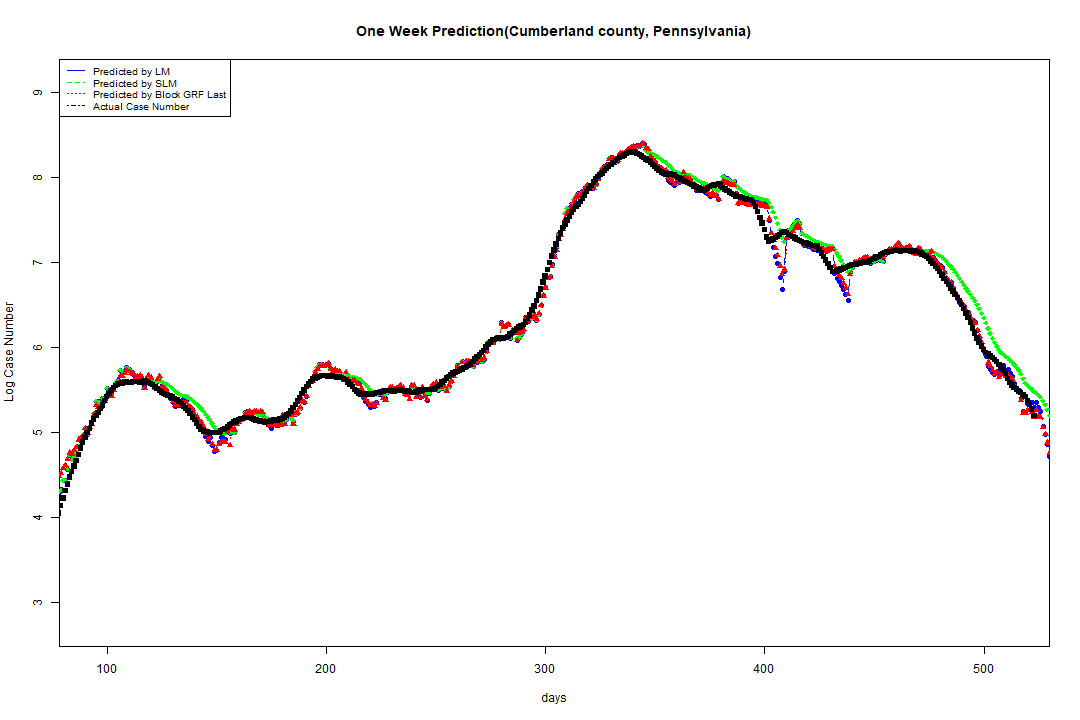 One Week Prediction(Cumberland county, Pennsylvania)
Predicted by LM
Predicted by SLM
Predicted by Block GRF Last
Actual Case Number
9
8
7
6
5
4
3
Log Case Number
100 200 300 400 500
days